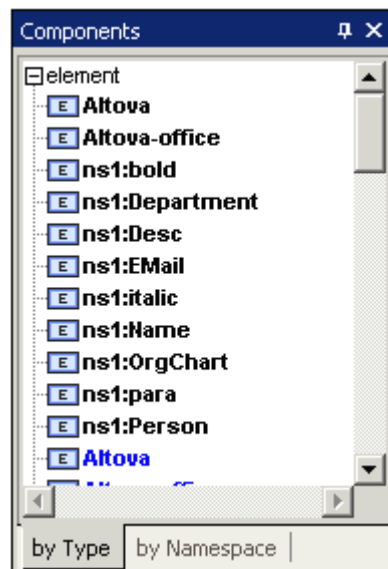 Components
element
E Altova
E Altova-office
E ns1:bold
E ns1:Department
E ns1:Desc
E ns1:EMail
E ns1:italic
E ns1:Name
E ns1:OrgChart
E ns1:para
E ns1:Person
E Altova
by Type by Namespace